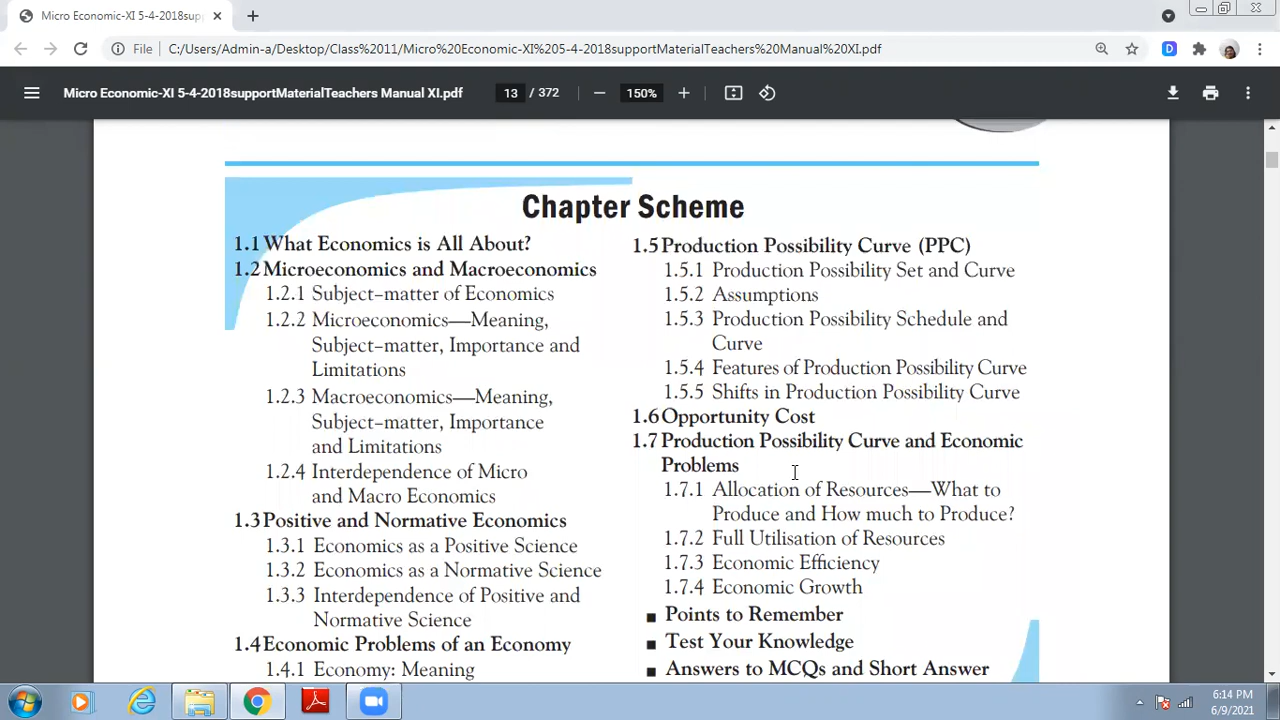 Micro Economic-XI 5-4-2018supp
File C:/Users/Admin-a/Desktop/Class%2011/Micro%20Economic-XI%205-4-2018supportMaterialTeachers%20Manual%20XI.pdf
D
Micro Economic-XI 5-4-2018supportMaterialTeachers Manual XI.pdf
13 / 372
150%
Chapter Scheme
1.1 What Economics is All About?
1.2 Microeconomics and Macroeconomics
1.2.1 Subject-matter of Economics
1.2.2 Microeconomics—Meaning,
Subject-matter, Importance and
Limitations
1.2.3 Macroeconomics—Meaning,
Subject-matter, Importance
and Limitations
1.2.4 Interdependence of Micro
and Macro Economics
1.3 Positive and Normative Economics
1.3.1 Economics as a Positive Science
1.3.2 Economics as a Normative Science
1.3.3 Interdependence of Positive and
Normative Science
1.4 Economic Problems of an Economy
1.4.1 Economy: Meaning
1.5 Production Possibility Curve (PPC)
1.5.1 Production Possibility Set and Curve
1.5.2 Assumptions
1.5.3 Production Possibility Schedule and
Curve
1.5.4 Features of Production Possibility Curve
1.5.5 Shifts in Production Possibility Curve
1.6 Opportunity Cost
1.7 Production Possibility Curve and Economic
Problems
1.7.1 Allocation of Resources—What to
Produce and How much to Produce?
1.7.2 Full Utilisation of Resources
1.7.3 Economic Efficiency
1.7.4 Economic Growth
■ Points to Remember
■ Test Your Knowledge
■ Answers to MCQs and Short Answer
6:14 PM
6/9/2021